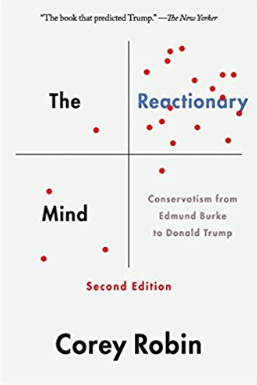 "The book that predicted Trump."—The New Yorker
The Reactionary
Mind
Conservatism from
Edmund Burke
to Donald Trump
Second Edition
Corey Robin